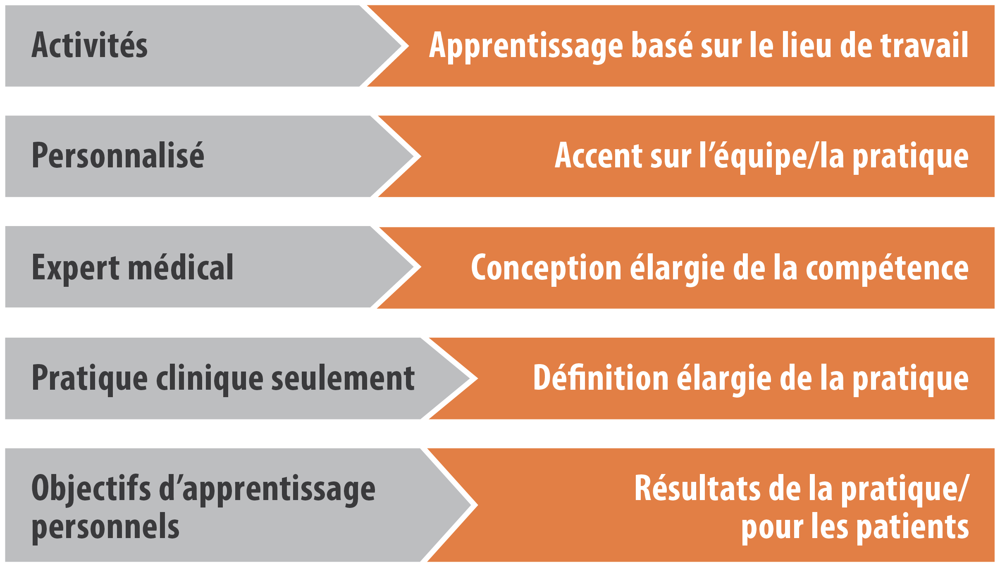 Activités
Apprentissage basé sur le lieu de travail
Personnalisé
Accent sur l’équipe/la pratique
Expert médical
Conception élargie de la compétence
Pratique clinique seulement
Définition élargie de la pratique
Objectifs d’apprentissage
personnels
Résultats de la pratique/
pour les patients